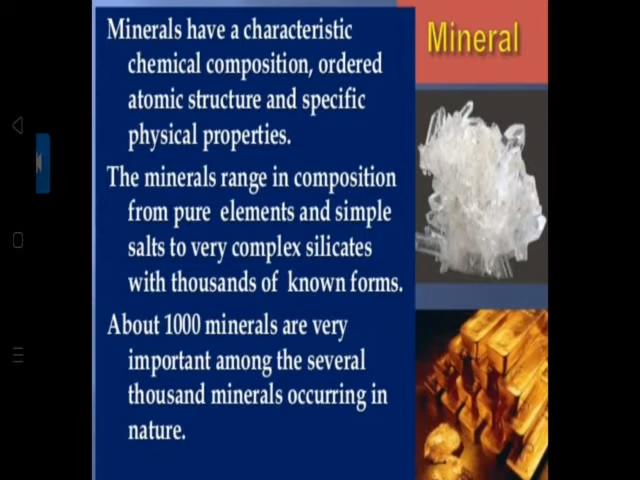 Minerals have a characteristic
chemical composition, ordered
atomic structure and specific
physical properties.
The minerals range in composition
from pure elements and simple
salts to very complex silicates
with thousands of known forms.
About 1000 minerals are very
important among the several
thousand minerals occurring in
nature.
Mineral